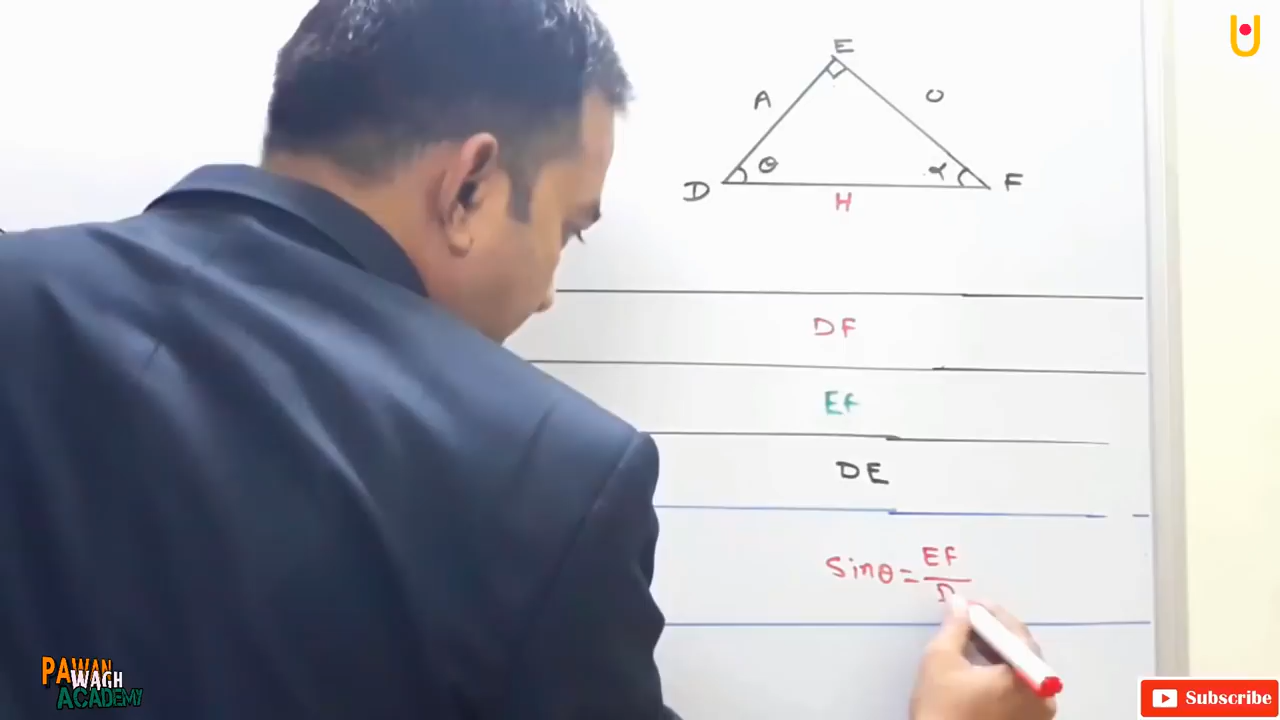 E
A O
θ α
D F
H
DF
EF
DE
Sinθ = EF/D
PAWAN
WAGH
ACADEMY
Subscribe